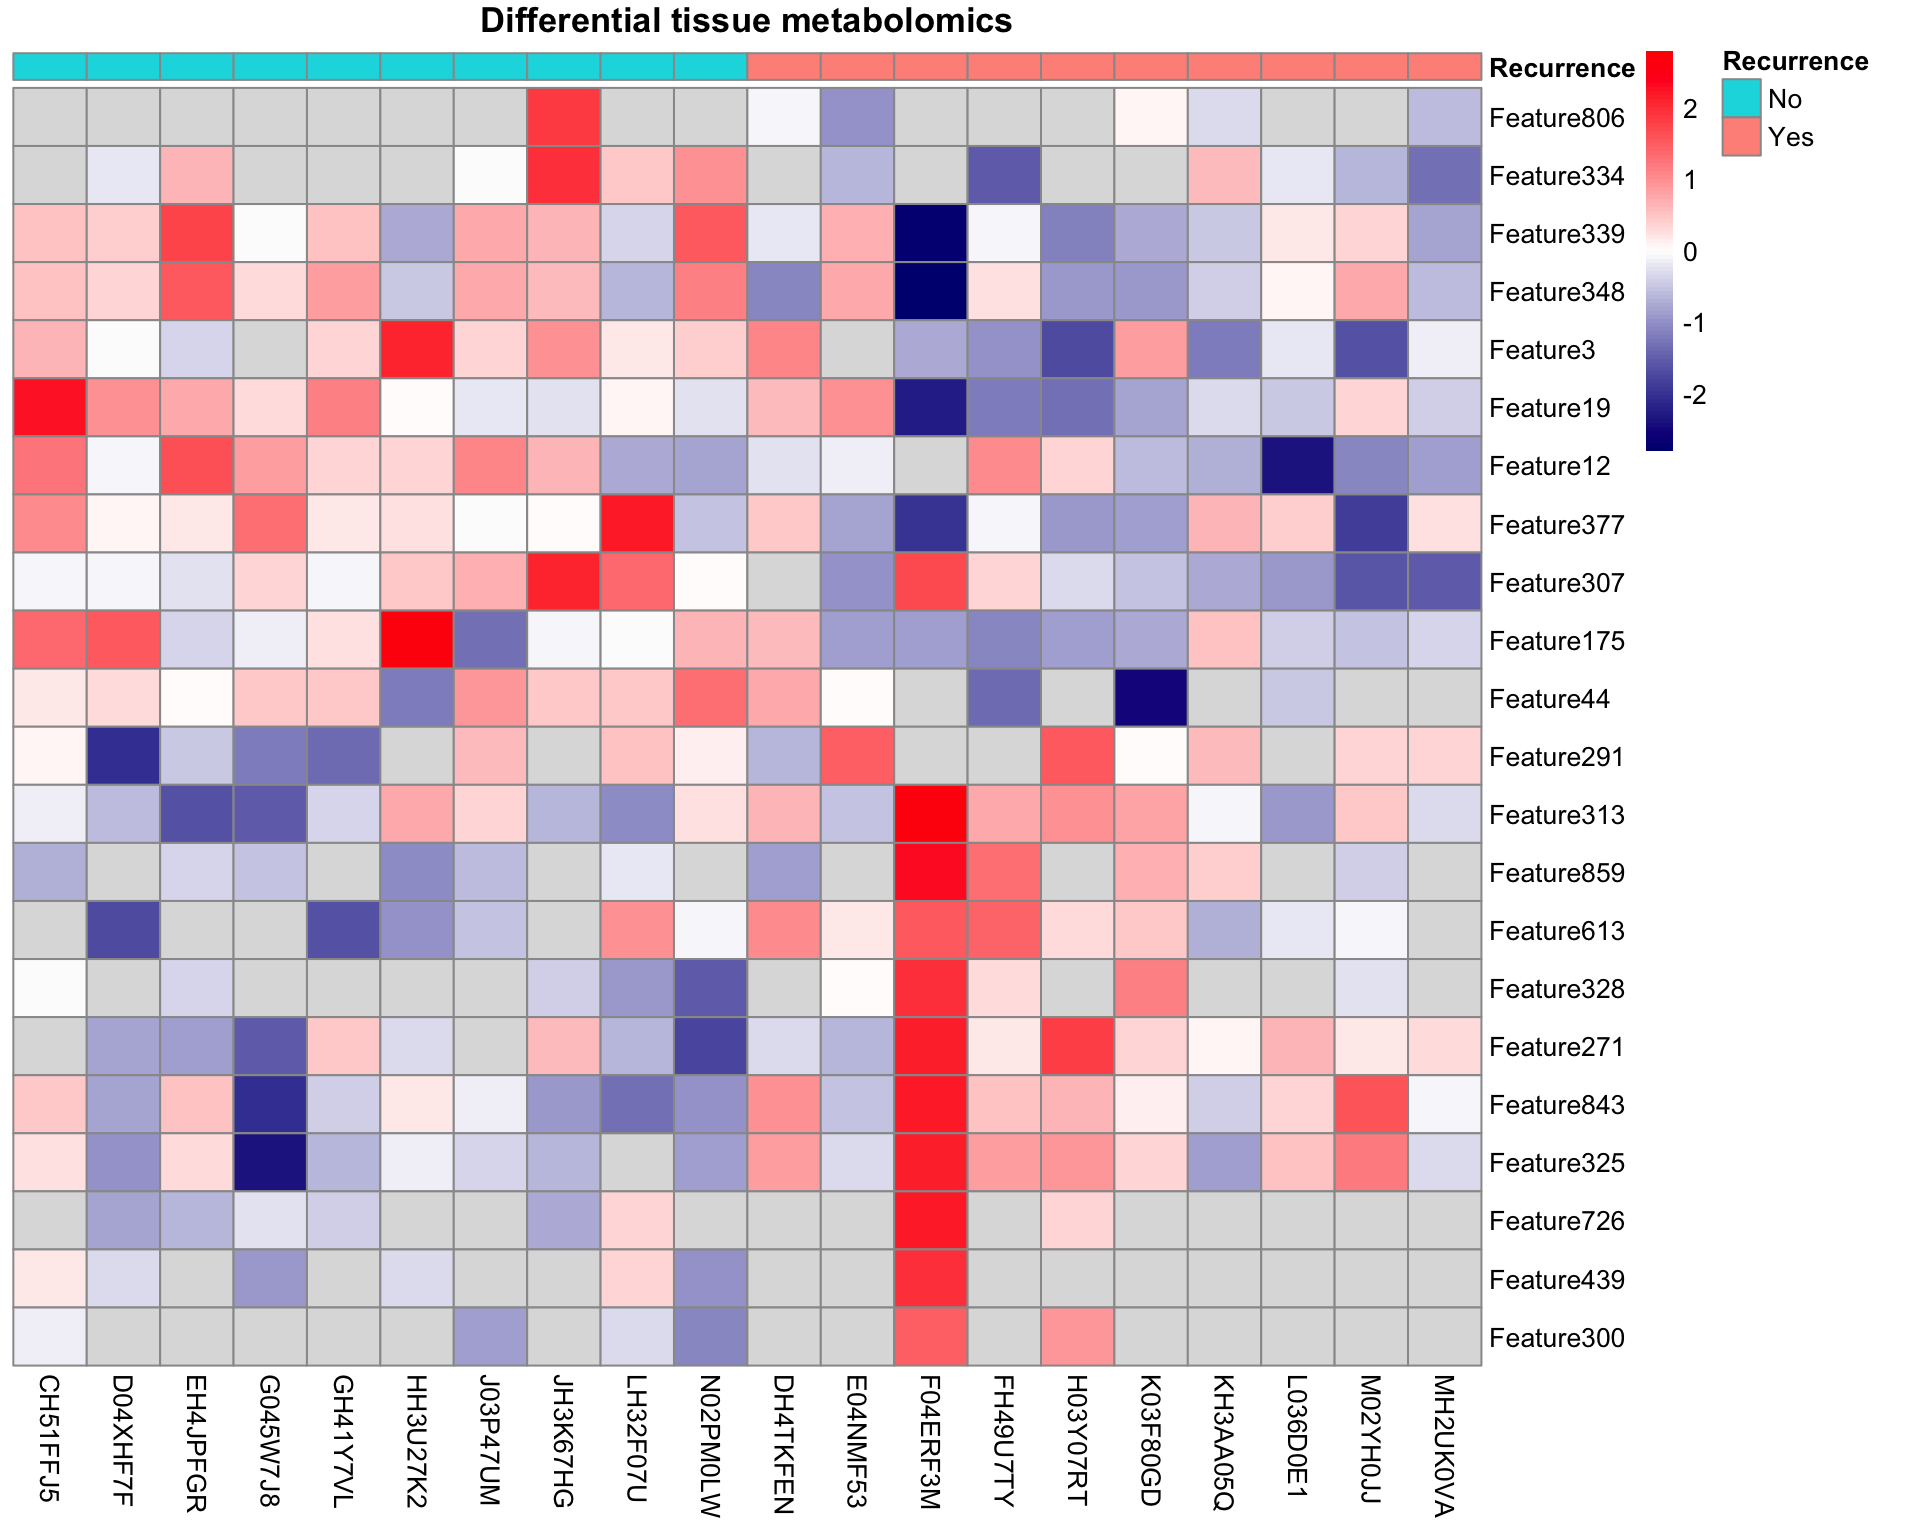 Differential tissue metabolomics
Recurrence
Feature806
Feature334
Feature339
Feature348
Feature3
Feature19
Feature12
Feature377
Feature307
Feature175
Feature44
Feature291
Feature313
Feature859
Feature613
Feature328
Feature271
Feature843
Feature325
Feature726
Feature439
Feature300
2
1
0
-1
-2
Recurrence
No
Yes
CH51FFJ5
D04XHF7F
EH4JPFGR
G045W7J8
GH41Y7VL
HH3U27K2
J03P47UM
JH3K67HG
LH32F07U
N02PM0LW
DH4TKFEN
E04NMF53
F04ERF3M
FH49U7TY
H03Y07RT
K03F80GD
KH3AA05Q
L036D0E1
M02YH0JJ
MH2UK0VA